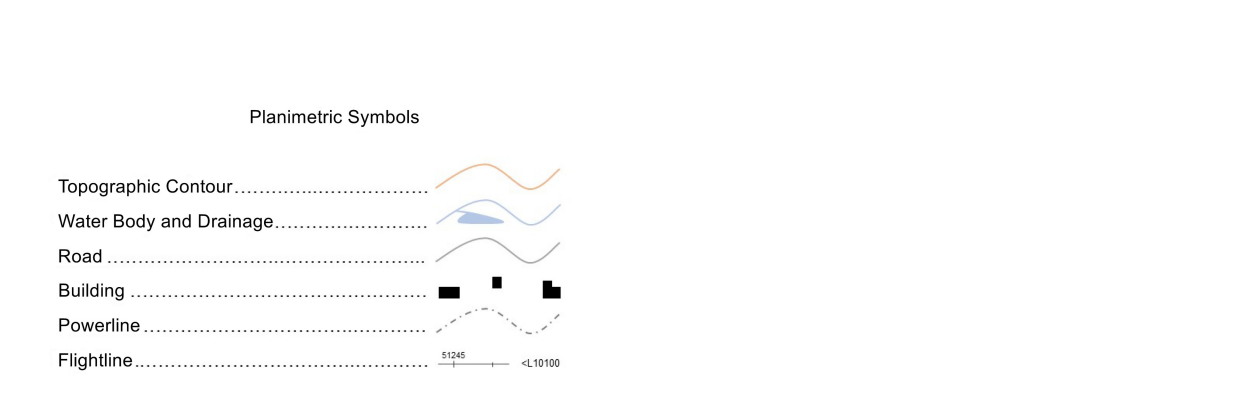 Planimetric Symbols
Topographic Contour....................................
Water Body and Drainage............................
Road ..........................................................
Building ......................................................
Powerline....................................................
Flightline.....................................................
51245
<L10100